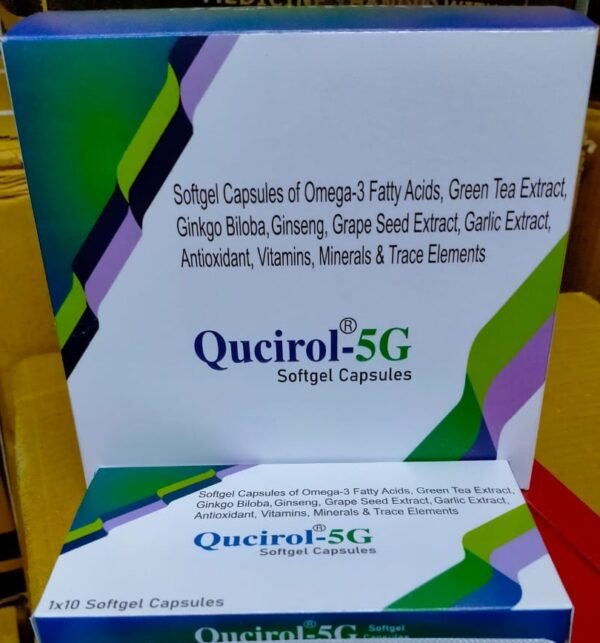 Softgel Capsules of Omega-3 Fatty Acids, Green Tea Extract,
Ginkgo Biloba, Ginseng, Grape Seed Extract, Garlic Extract,
Antioxidant, Vitamins, Minerals & Trace Elements
Qucirol®-5G
Softgel Capsules
Softgel Capsules of Omega-3 Fatty Acids, Green Tea Extract,
Ginkgo Biloba, Ginseng, Grape Seed Extract, Garlic Extract,
Antioxidant, Vitamins, Minerals & Trace Elements
Qucirol®-5G
Softgel Capsules
1x10 Softgel Capsules
Qucirol®-5G Softgel
Capsules